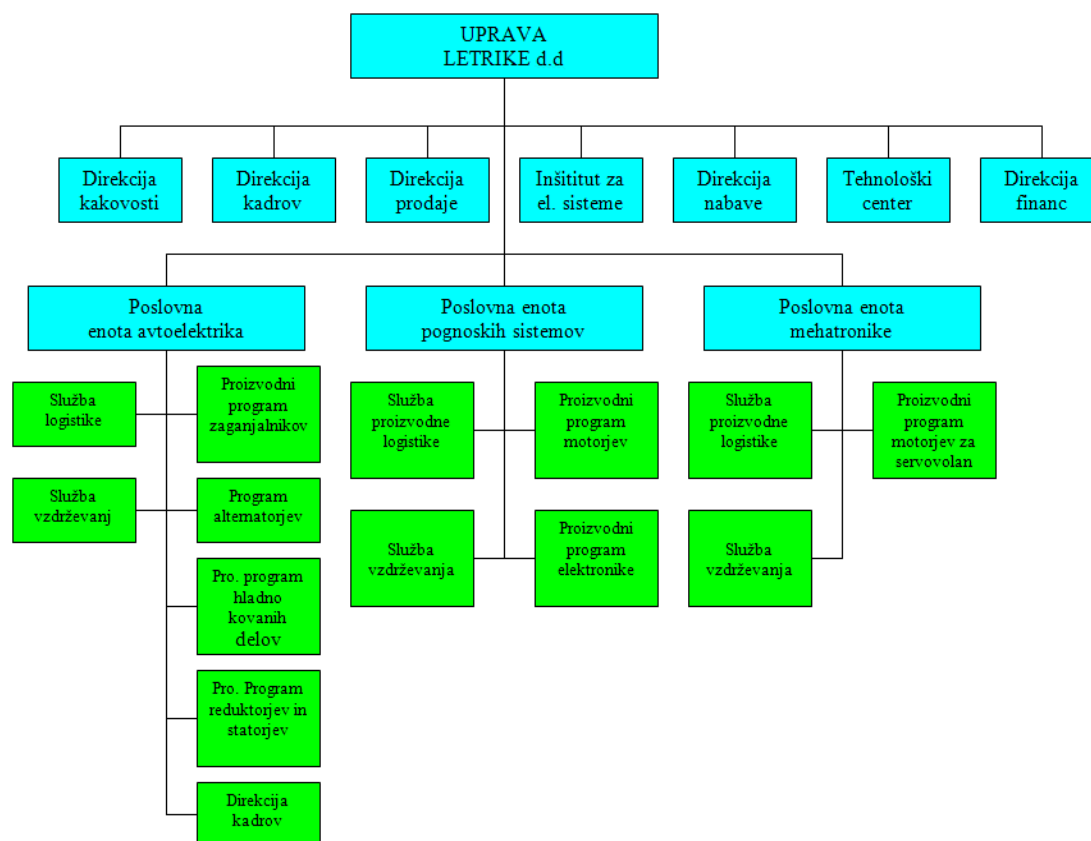 UPRAVA
LETRIKE d.d
Direkcija
kakovosti
Direkcija
kadrov
Direkcija
prodaje
Inšititut za
el. sisteme
Direkcija
nabave
Tehnološki
center
Direkcija
financ
Poslovna
enota avtoelektrika
Poslovna enota
pognoskih sistemov
Poslovna enota
mehatronike
Služba
logistike
Proizvodni
program
zaganjalnikov
Služba
vzdrževanj
Program
alternatorjev
Pro. program
hladno
kovanih
delov
Pro. Program
reduktorjev in
statorjev
Direkcija
kadrov
Služba
proizvodne
logistike
Proizvodni
program
motorjev
Služba
vzdrževanja
Proizvodni
program
elektronike
Služba
proizvodne
logistike
Proizvodni
program
motorjev za
servovolan
Služba
vzdrževanja